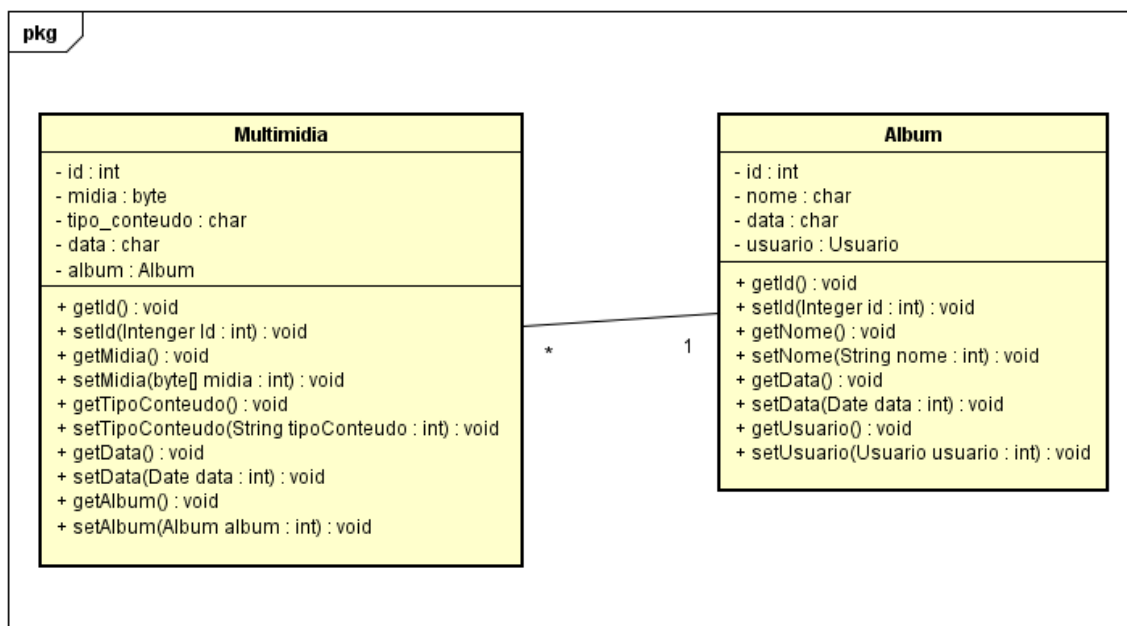 pkg
Multimidia
- id : int
- midia : byte
- tipo_conteudo : char
- data : char
- album : Album
+ getId() : void
+ setId(Intenger Id : int) : void
+ getMidia() : void
+ setMidia(byte[] midia : int) : void
+ getTipoConteudo() : void
+ setTipoConteudo(String tipoConteudo : int) : void
+ getData() : void
+ setData(Date data : int) : void
+ getAlbum() : void
+ setAlbum(Album album : int) : void
*
1
Album
- id : int
- nome : char
- data : char
- usuario : Usuario
+ getId() : void
+ setId(Integer id : int) : void
+ getNome() : void
+ setNome(String nome : int) : void
+ getData() : void
+ setData(Date data : int) : void
+ getUsuario() : void
+ setUsuario(Usuario usuario : int) : void